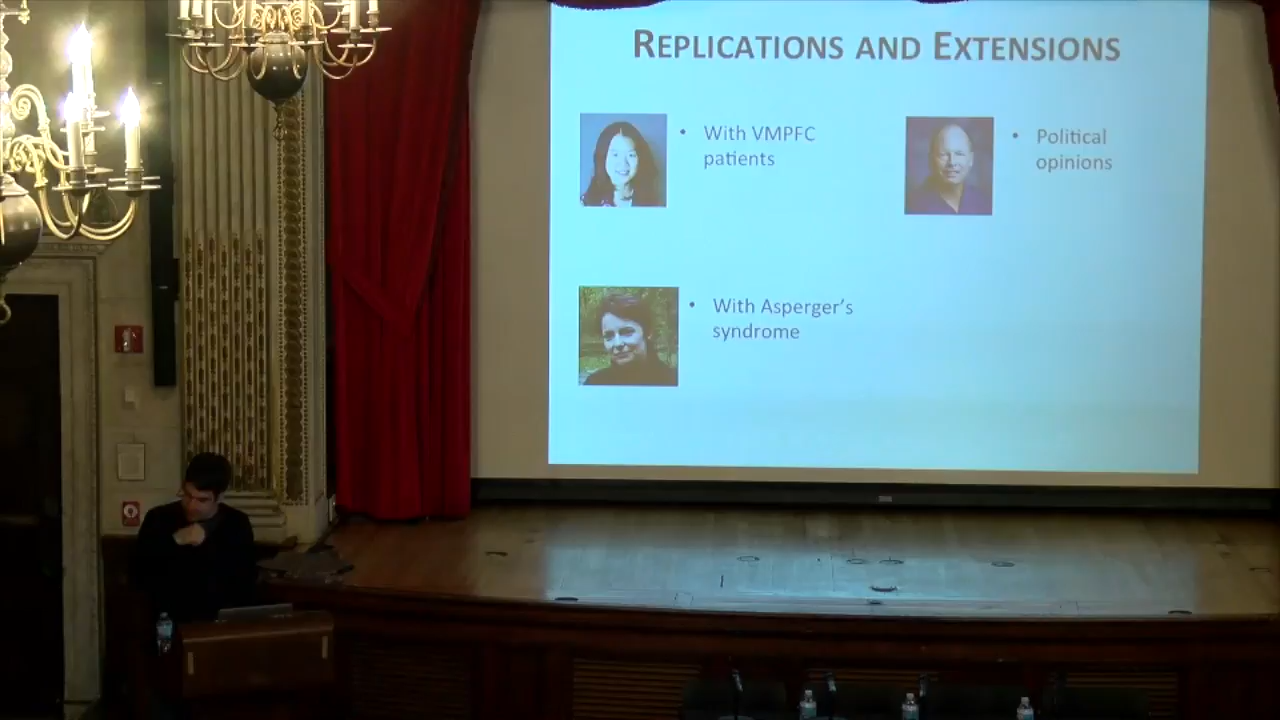 REPLICATIONS AND EXTENSIONS
• With VMPFC
patients
• Political
opinions
• With Asperger's
syndrome